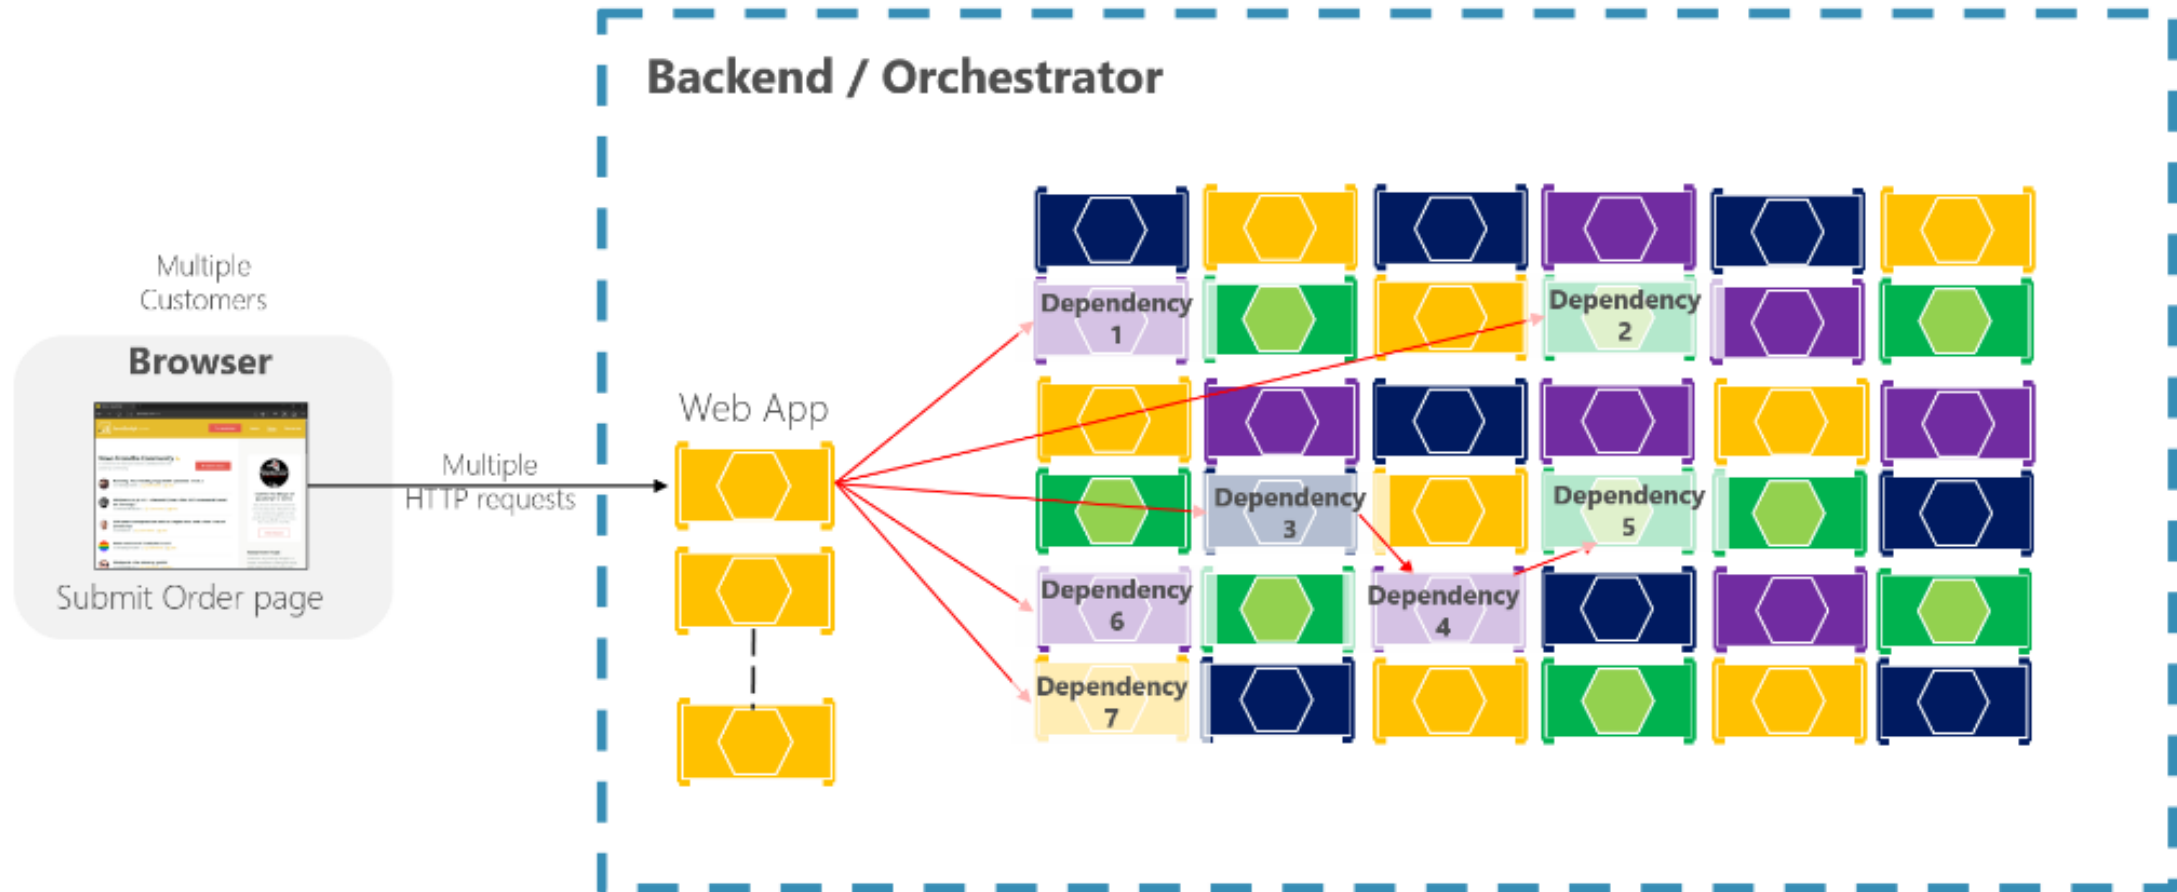 Backend / Orchestrator
Multiple
Customers
Browser
Submit Order page
Multiple
HTTP requests
Web App
Dependency
1
Dependency
2
Dependency
3
Dependency
5
Dependency
6
Dependency
4
Dependency
7